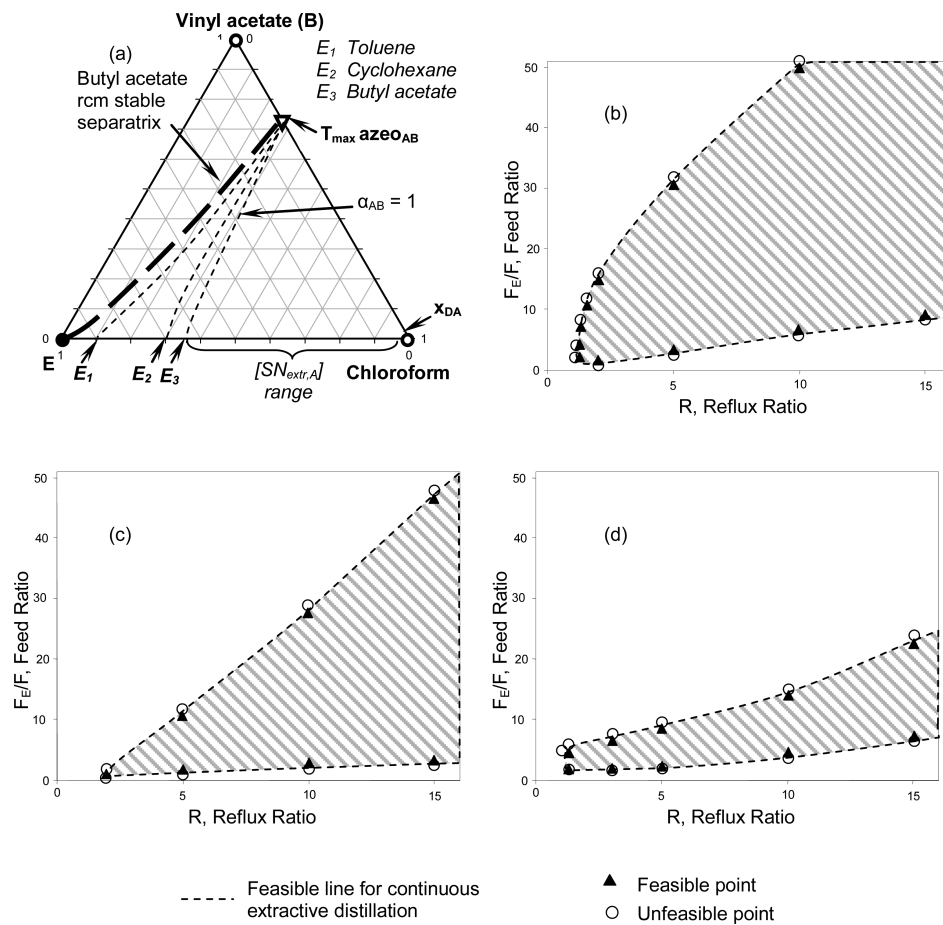 Vinyl acetate (B)
1 0
(a)
E1 Toluene
E2 Cyclohexane
E3 Butyl acetate
Butyl acetate
rcm stable
separatrix
Tmax azeoAB
αAB = 1
xDA
0 1
E
1
E1 E2 E3
[SNextr,A]
range
0
Chloroform
(b)
FE/F, Feed Ratio
50
40
30
20
10
0
0 5 10 15
R, Reflux Ratio
(c)
FE/F, Feed Ratio
50
40
30
20
10
0
0 5 10 15
R, Reflux Ratio
(d)
FE/F, Feed Ratio
50
40
30
20
10
0
0 5 10 15
R, Reflux Ratio
Feasible line for continuous
extractive distillation
Feasible point
Unfeasible point